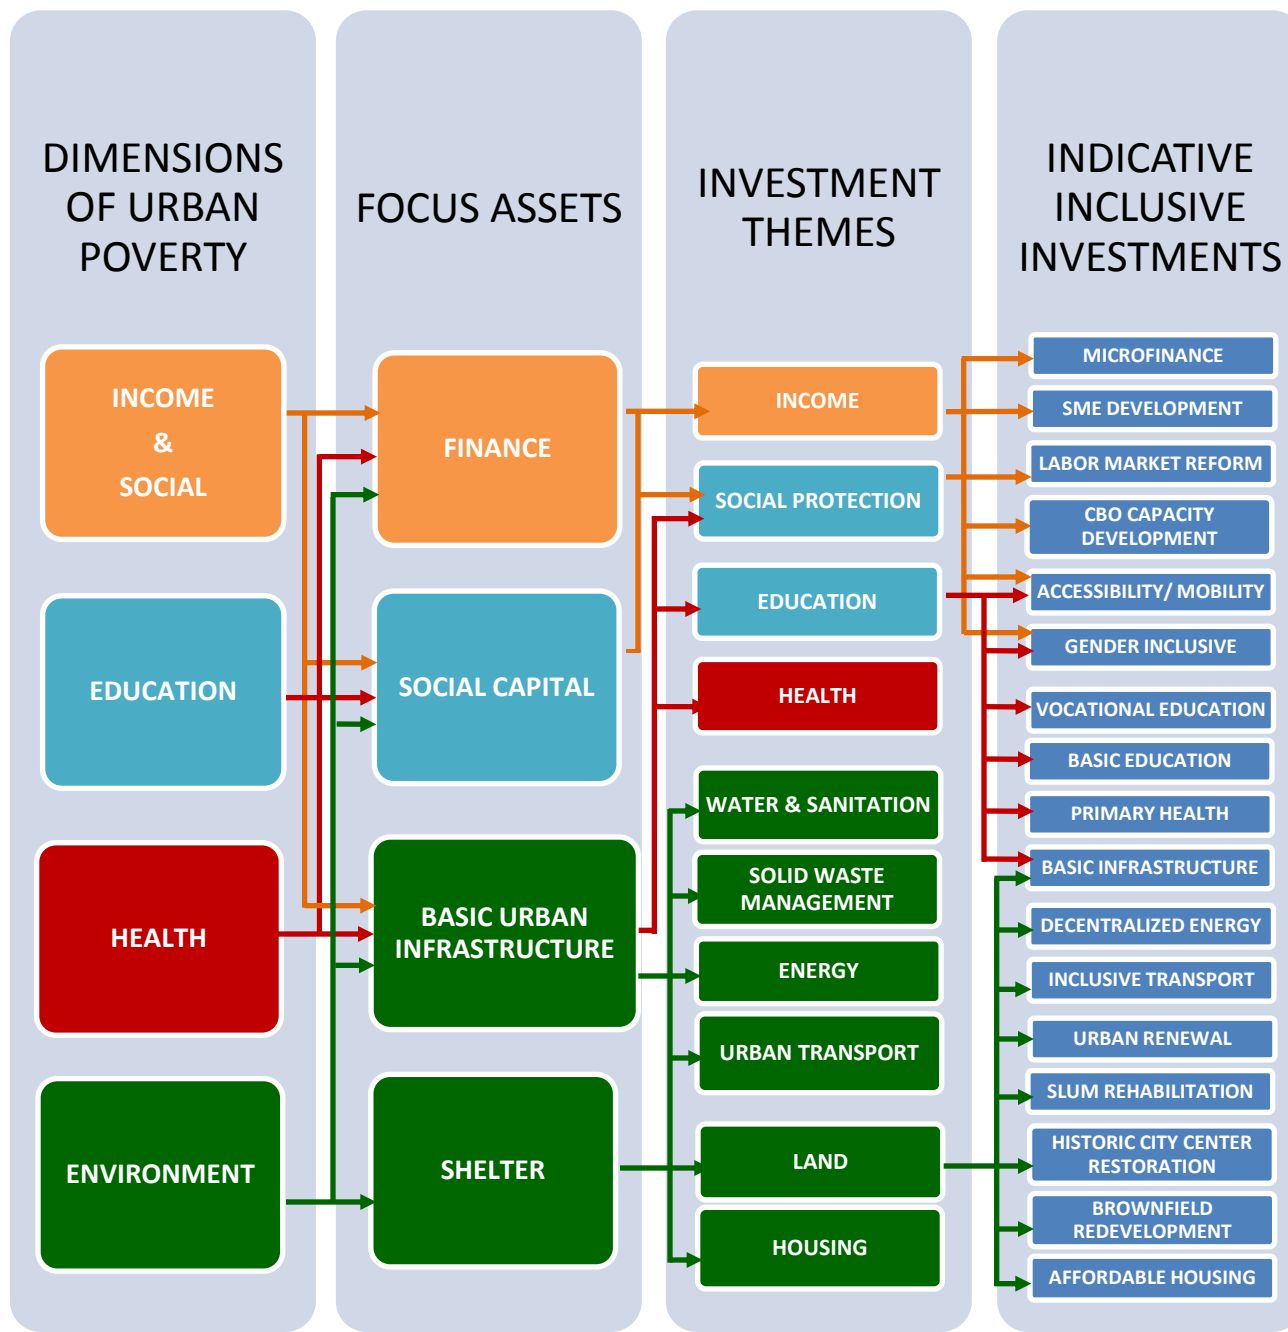 DIMENSIONS
OF URBAN
POVERTY
INCOME
&
SOCIAL
EDUCATION
HEALTH
ENVIRONMENT
FOCUS ASSETS
FINANCE
SOCIAL CAPITAL
BASIC URBAN
INFRASTRUCTURE
SHELTER
INVESTMENT
THEMES
INCOME
SOCIAL PROTECTION
EDUCATION
HEALTH
WATER & SANITATION
SOLID WASTE
MANAGEMENT
ENERGY
URBAN TRANSPORT
LAND
HOUSING
INDICATIVE
INCLUSIVE
INVESTMENTS
MICROFINANCE
SME DEVELOPMENT
LABOR MARKET REFORM
CBO CAPACITY
DEVELOPMENT
ACCESSIBILITY/ MOBILITY
GENDER INCLUSIVE
VOCATIONAL EDUCATION
BASIC EDUCATION
PRIMARY HEALTH
BASIC INFRASTRUCTURE
DECENTRALIZED ENERGY
INCLUSIVE TRANSPORT
URBAN RENEWAL
SLUM REHABILITATION
HISTORIC CITY CENTER
RESTORATION
BROWNFIELD
REDEVELOPMENT
AFFORDABLE HOUSING